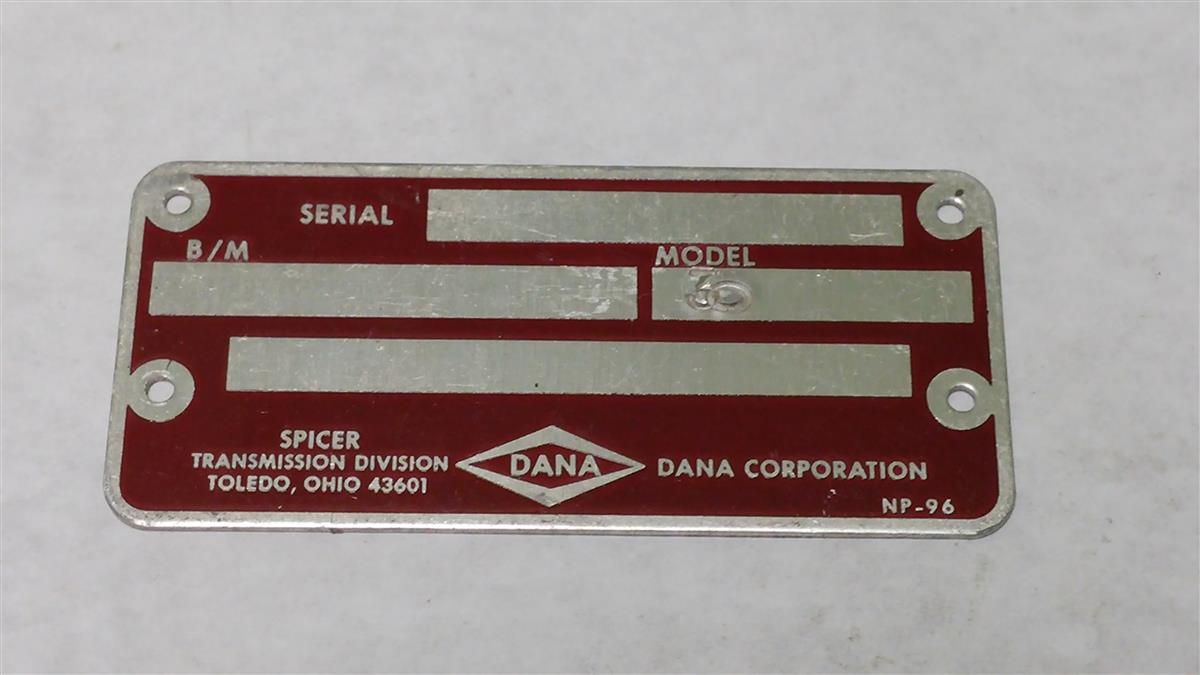 SERIAL
B/M
MODEL
30
SPICER
TRANSMISSION DIVISION
TOLEDO, OHIO 43601
DANA
DANA CORPORATION
NP-96